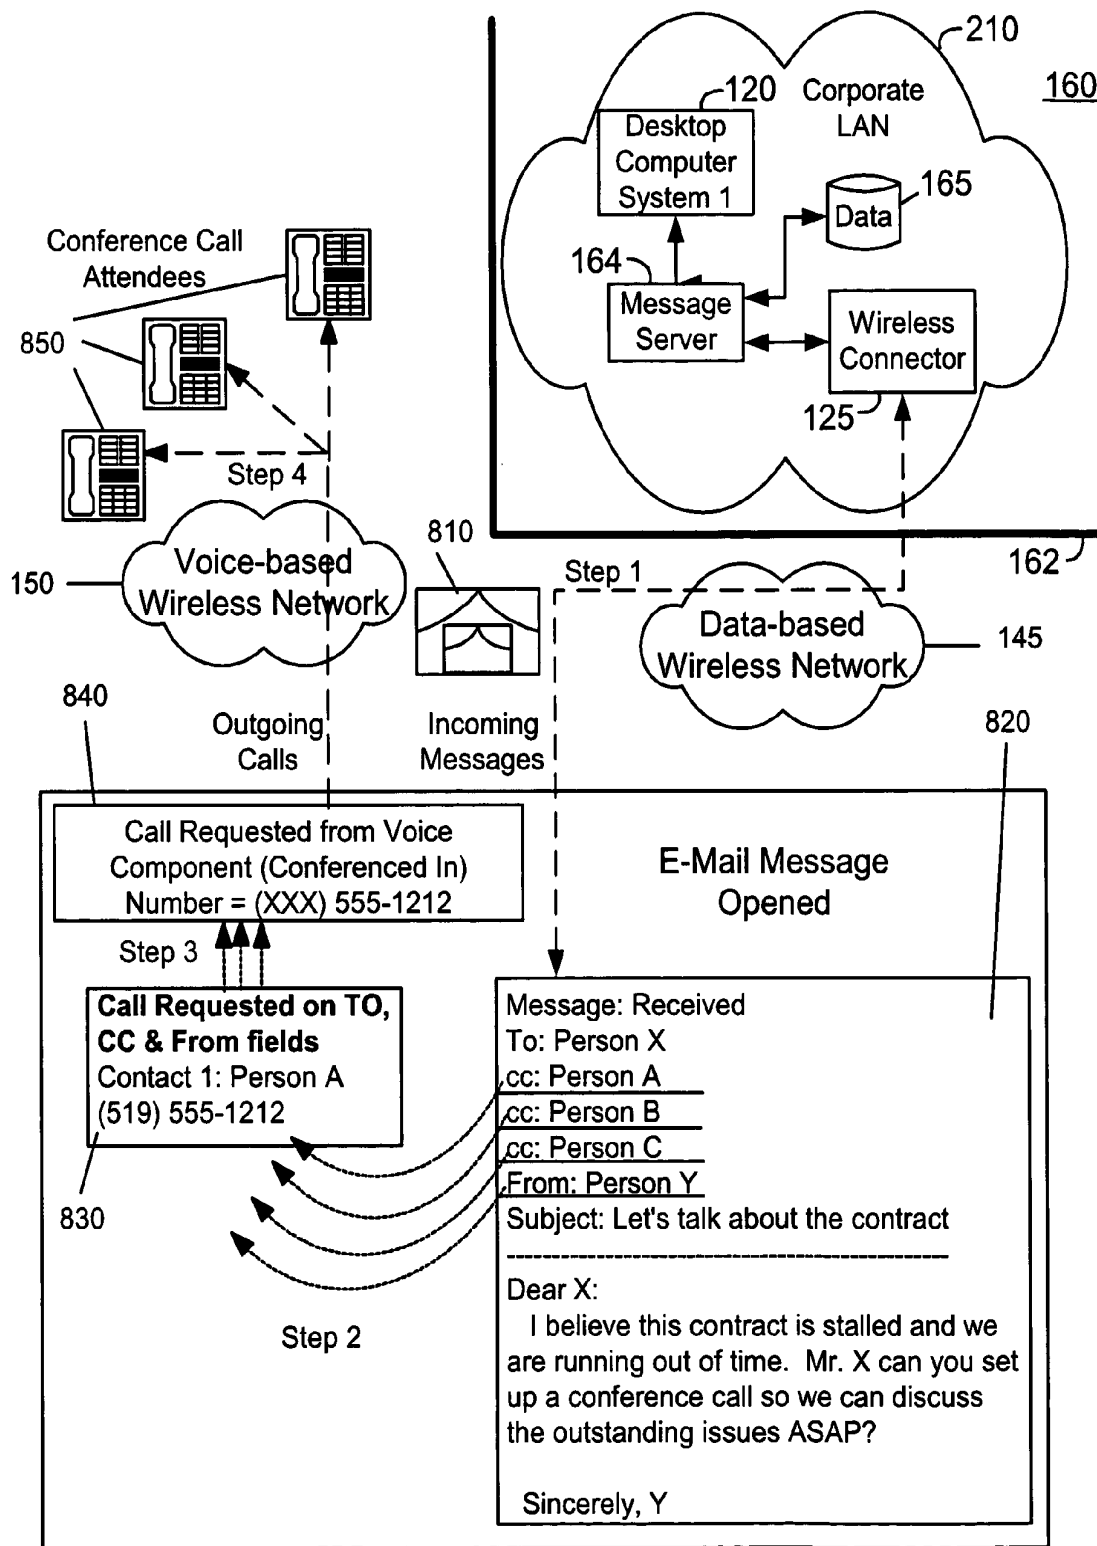 210
160
120
Corporate
LAN
Desktop
Computer
System 1
165
Data
164
Message
Server
Wireless
Connector
125
162
Conference Call
Attendees
850
Step 4
Voice-based
Wireless Network
150
810
Step 1
Data-based
Wireless Network
145
840
Outgoing
Calls
Incoming
Messages
820
Call Requested from Voice
Component (Conferenced In)
Number = (XXX) 555-1212
E-Mail Message
Opened
Step 3
Call Requested on TO,
CC & From fields
Contact 1: Person A
(519) 555-1212
830
Step 2
Message: Received
To: Person X
cc: Person A
cc: Person B
cc: Person C
From: Person Y
Subject: Let's talk about the contract
Dear X:
I believe this contract is stalled and we
are running out of time. Mr. X can you set
up a conference call so we can discuss
the outstanding issues ASAP?
Sincerely, Y